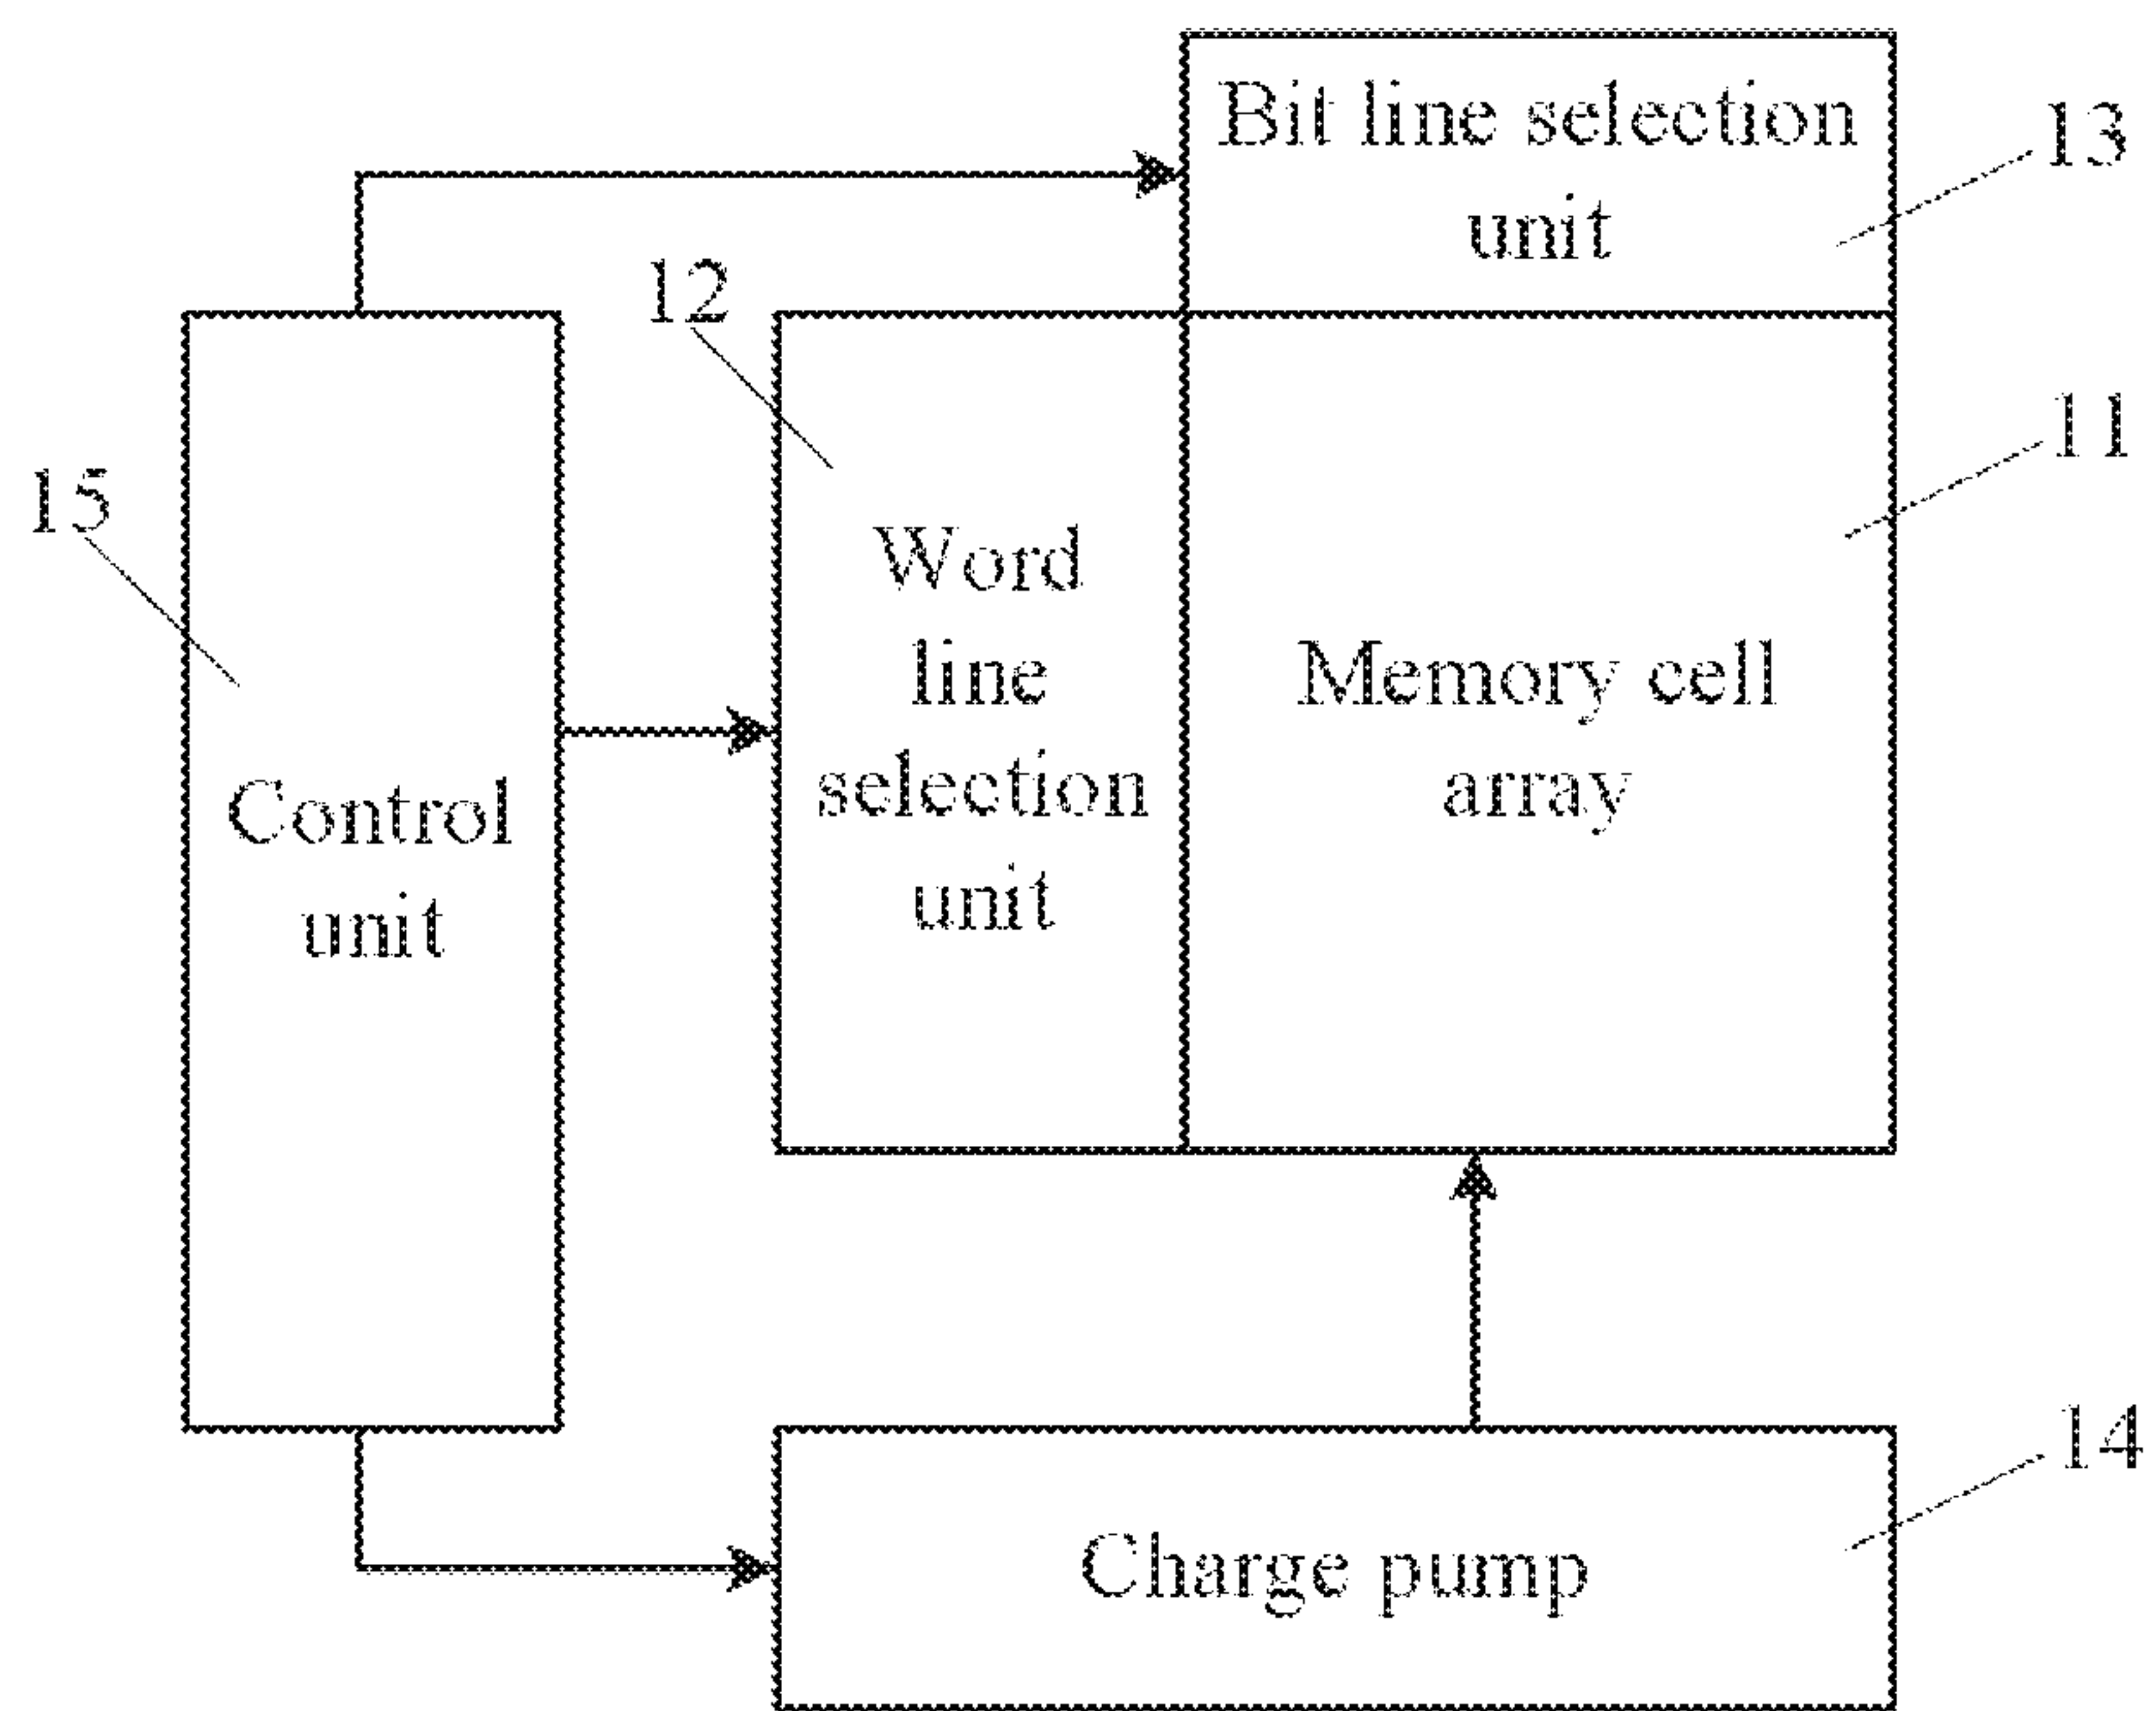 Bit line selection
unit
13
12
11
15
Word
line
selection
unit
Memory cell
array
Control
unit
14
Charge pump